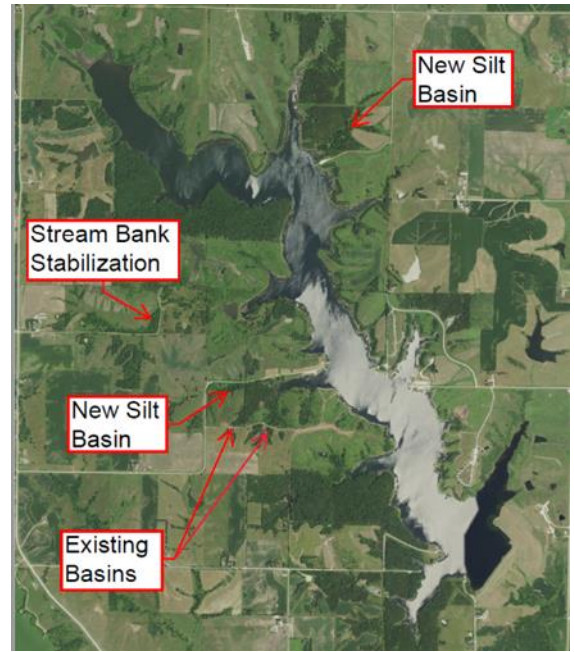 New Silt
Basin
Stream Bank
Stabilization
New Silt
Basin
Existing
Basins